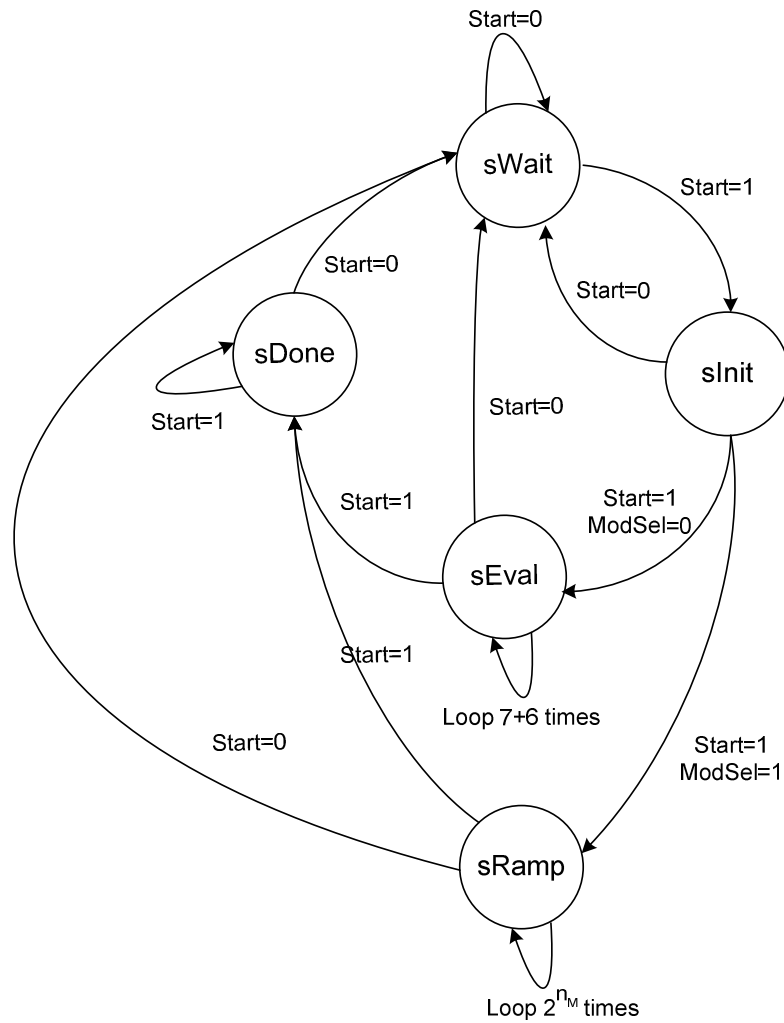 Start=0
sWait
Start=1
Start=0
Start=0
sDone
sInit
Start=1
Start=0
Start=1
Start=1
ModSel=0
sEval
Start=1
Loop 7+6 times
Start=0
Start=1
ModSel=1
sRamp
Loop 2^n_M times